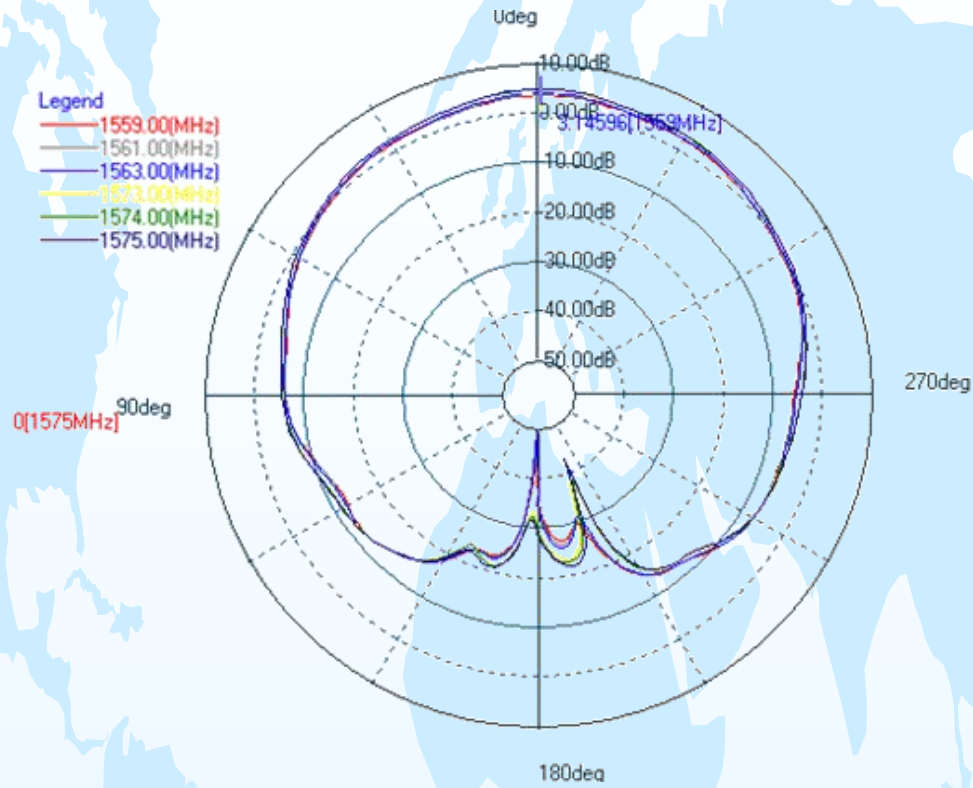 0deg
10.00dB
Legend
0.00dB
1559.00(MHz)
3.14596[1559MHz]
1561.00(MHz)
10.00dB
1563.00(MHz)
1573.00(MHz)
20.00dB
1574.00(MHz)
1575.00(MHz)
30.00dB
40.00dB
50.00dB
270deg
90deg
0[1575MHz]
180deg